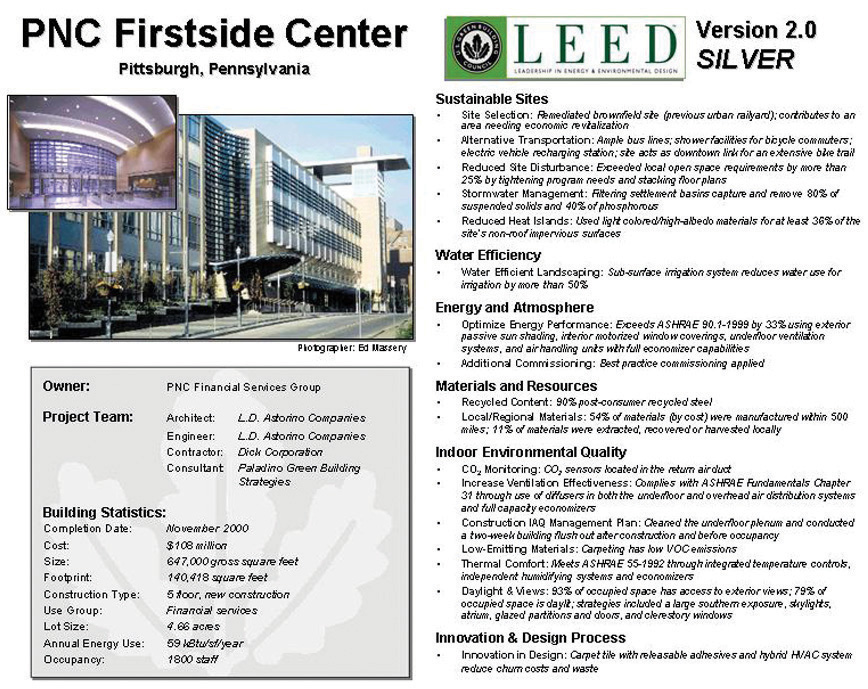 PNC Firstside Center
Pittsburgh, Pennsylvania
Photographer: Ed Massery
Owner: PNC Financial Services Group
Project Team: Architect: L.D. Astorino Companies
Engineer: L.D. Astorino Companies
Contractor: Dick Corporation
Consultant: Paladino Green Building
Strategies
Building Statistics:
Completion Date: November 2000
Cost: $108 million
Size: 647,000 gross square feet
Footprint: 140,418 square feet
Construction Type: 5 floor, new construction
Use Group: Financial services
Lot Size: 4.66 acres
Annual Energy Use: 59 kBtu/sf/year
Occupancy: 1800 staff
U.S. GREEN BUILDING
COUNCIL
LEED
LEADERSHIP IN ENERGY & ENVIRONMENTAL DESIGN
Version 2.0
SILVER
Sustainable Sites
• Site Selection: Remediated brownfield site (previous urban railyard); contributes to an
area needing economic revitalization
• Alternative Transportation: Ample bus lines; shower facilities for bicycle commuters;
electric vehicle recharging station; site acts as downtown link for an extensive bike trail
• Reduced Site Disturbance: Exceeded local open space requirements by more than
25% by tightening program needs and stacking floor plans
• Stormwater Management: Filtering settlement basins capture and remove 80% of
suspended solids and 40% of phosphorous
• Reduced Heat Islands: Used light colored/high-albedo materials for at least 36% of the
site's non-roof impervious surfaces
Water Efficiency
• Water Efficient Landscaping: Sub-surface irrigation system reduces water use for
irrigation by more than 50%
Energy and Atmosphere
• Optimize Energy Performance: Exceeds ASHRAE 90.1-1999 by 33% using exterior
passive sun shading, interior motorized window coverings, underfloor ventilation
systems, and air handling units with full economizer capabilities
• Additional Commissioning: Best practice commissioning applied
Materials and Resources
• Recycled Content: 90% post-consumer recycled steel
• Local/Regional Materials: 54% of materials (by cost) were manufactured within 500
miles; 11% of materials were extracted, recovered or harvested locally
Indoor Environmental Quality
• CO₂ Monitoring: CO₂ sensors located in the return air duct
• Increase Ventilation Effectiveness: Complies with ASHRAE Fundamentals Chapter
31 through use of diffusers in both the underfloor and overhead air distribution systems
and full capacity economizers
• Construction IAQ Management Plan: Cleaned the underfloor plenum and conducted
a two-week building flush out after construction and before occupancy
• Low-Emitting Materials: Carpeting has low VOC emissions
• Thermal Comfort: Meets ASHRAE 55-1992 through integrated temperature controls,
independent humidifying systems and economizers
• Daylight & Views: 93% of occupied space has access to exterior views; 79% of
occupied space is daylit; strategies included a large southern exposure, skylights,
atrium, glazed partitions and doors, and clerestory windows
Innovation & Design Process
• Innovation in Design: Carpet tile with releasable adhesives and hybrid HVAC system
reduce churn costs and waste